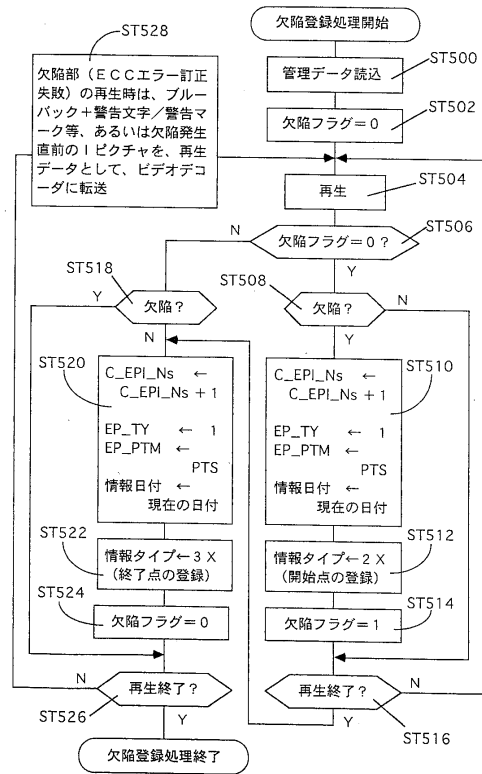 ST528
欠陥登録処理開始
欠陥部（ＥＣＣエラー訂正
失敗）の再生時は、ブルー
バック＋警告文字／警告マ
ーク等、あるいは欠陥発生
直前のＩピクチャを、再生
データとして、ビデオデコ
ーダに転送
ST500
管理データ読込
ST502
欠陥フラグ＝0
ST504
再生
ST506
N
欠陥フラグ＝0？
Y
ST518
Y
欠陥？
N
ST508
欠陥？
N
Y
ST520
C_EPI_Ns ←
C_EPI_Ns + 1
EP_TY ← 1
EP_PTM ←
PTS
情報日付 ←
現在の日付
ST510
C_EPI_Ns ←
C_EPI_Ns + 1
EP_TY ← 1
EP_PTM ←
PTS
情報日付 ←
現在の日付
ST522
情報タイプ←３Ｘ
（終了点の登録）
ST512
情報タイプ←２Ｘ
（開始点の登録）
ST524
欠陥フラグ＝0
ST514
欠陥フラグ＝1
N
再生終了？
ST526
Y
再生終了？
N
Y
ST516
欠陥登録処理終了